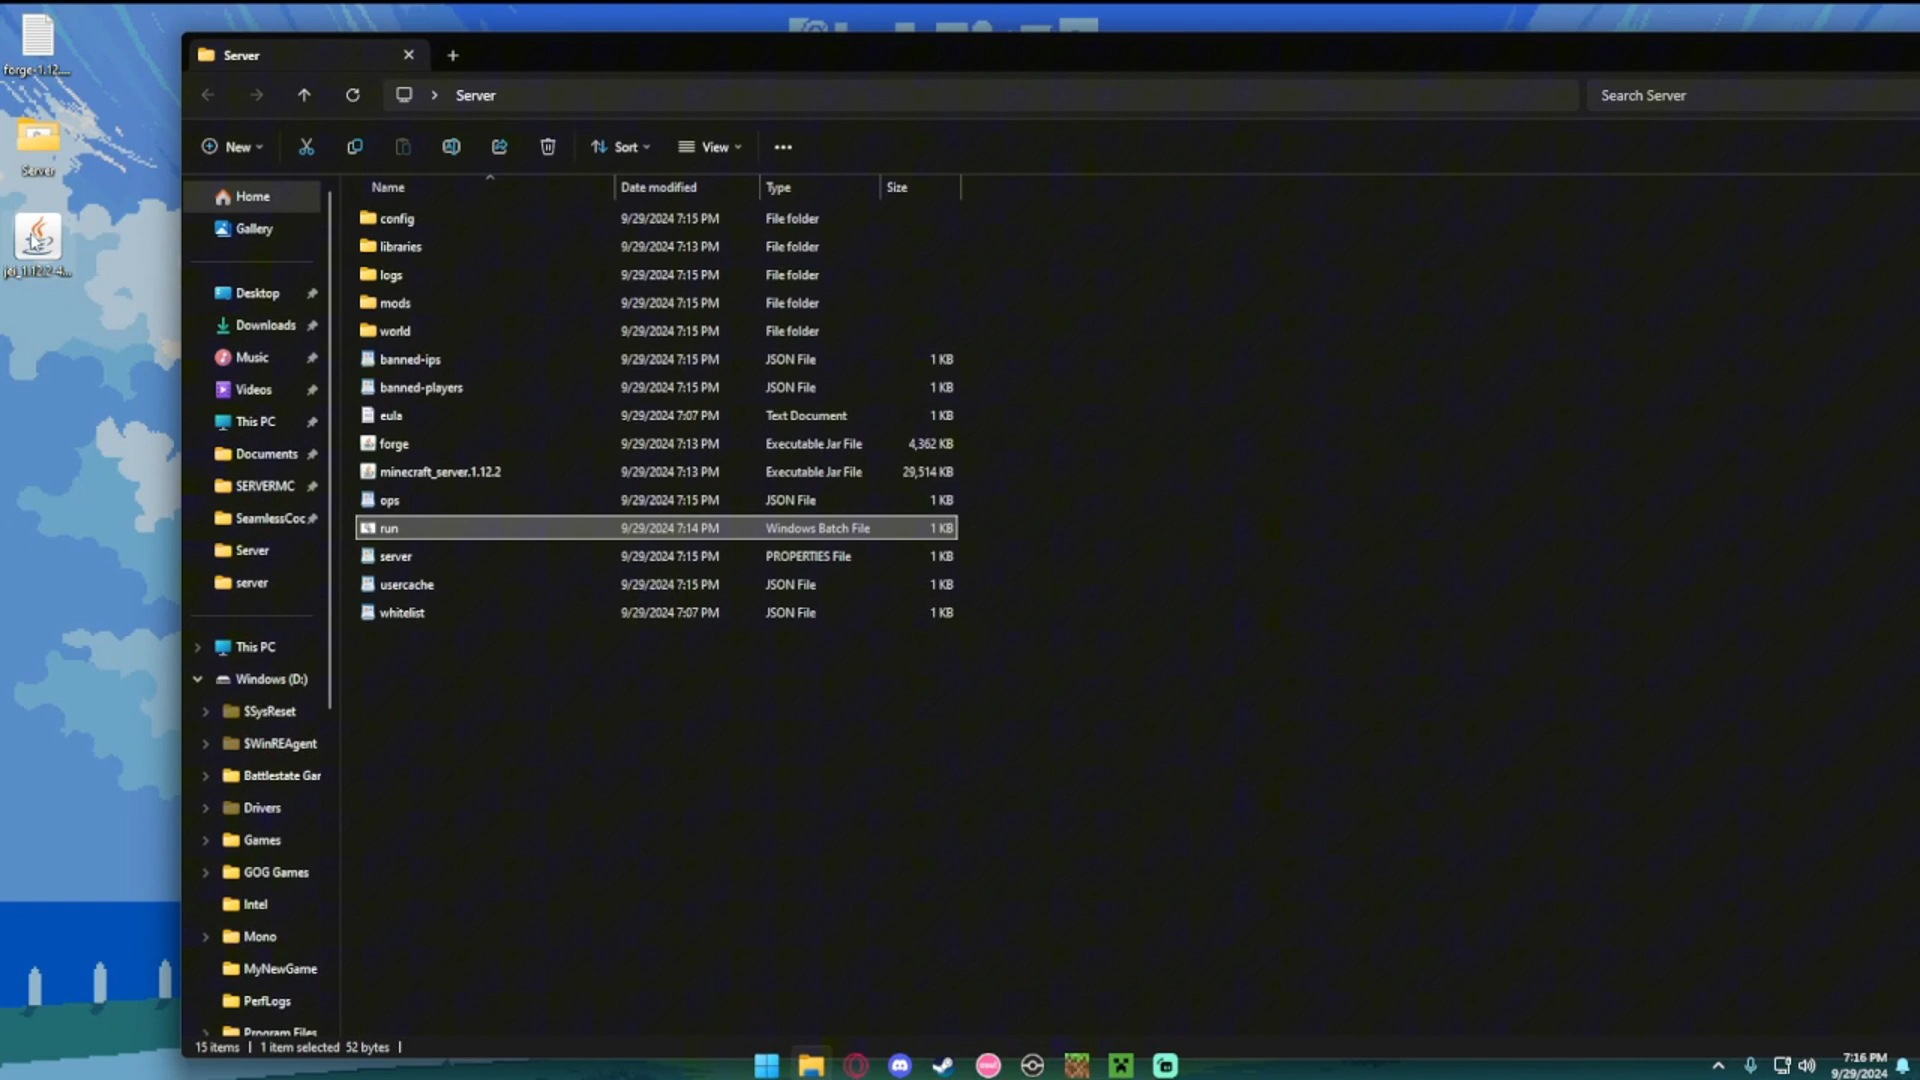 forge-1.12....
Server
Server
Server
Search Server
New
Sort
View
Home
Gallery
Desktop
Downloads
Music
Videos
This PC
Documents
SERVERMC
SeamlessCoc
Server
server
This PC
Windows (D:)
$SysReset
$WinREAgent
Battlestate Gar
Drivers
Games
GOG Games
Intel
Mono
MyNewGame
PerfLogs
Program Files
Name Date modified Type Size
config 9/29/2024 7:15 PM File folder
libraries 9/29/2024 7:13 PM File folder
logs 9/29/2024 7:15 PM File folder
mods 9/29/2024 7:15 PM File folder
world 9/29/2024 7:15 PM File folder
banned-ips 9/29/2024 7:15 PM JSON File 1 KB
banned-players 9/29/2024 7:15 PM JSON File 1 KB
eula 9/29/2024 7:07 PM Text Document 1 KB
forge 9/29/2024 7:13 PM Executable Jar File 4,362 KB
minecraft_server.1.12.2 9/29/2024 7:13 PM Executable Jar File 29,514 KB
ops 9/29/2024 7:15 PM JSON File 1 KB
run 9/29/2024 7:14 PM Windows Batch File 1 KB
server 9/29/2024 7:15 PM PROPERTIES File 1 KB
usercache 9/29/2024 7:15 PM JSON File 1 KB
whitelist 9/29/2024 7:07 PM JSON File 1 KB
15 items 1 item selected 52 bytes
7:16 PM
9/29/2024